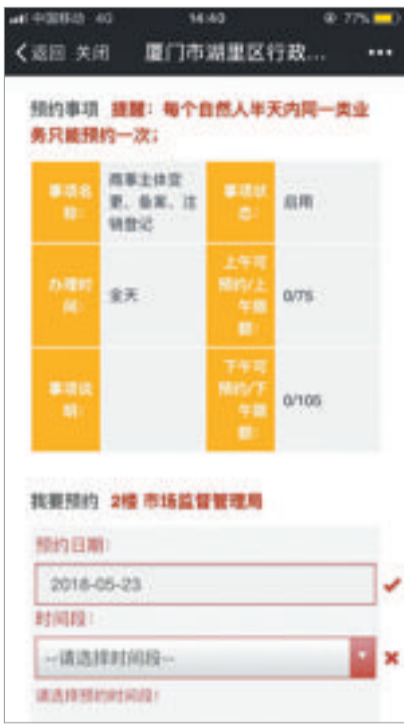 中国移动 4G 14:40 77%
返回 关闭 厦门市湖里区行政... •••
预约事项 提醒：每个自然人半天内同一类业
务只能预约一次；
事项名
称:
商事主体变
更、备案、注
销登记
事项状
态:
启用
办理时
间:
全天
上午可
预约/上
午限
额:
0/75
事项说
明:
下午可
预约/下
午限
额:
0/105
我要预约 2楼 市场监督管理局
预约日期:
2018-05-23
时间段:
--请选择时间段--
请选择预约时间段!